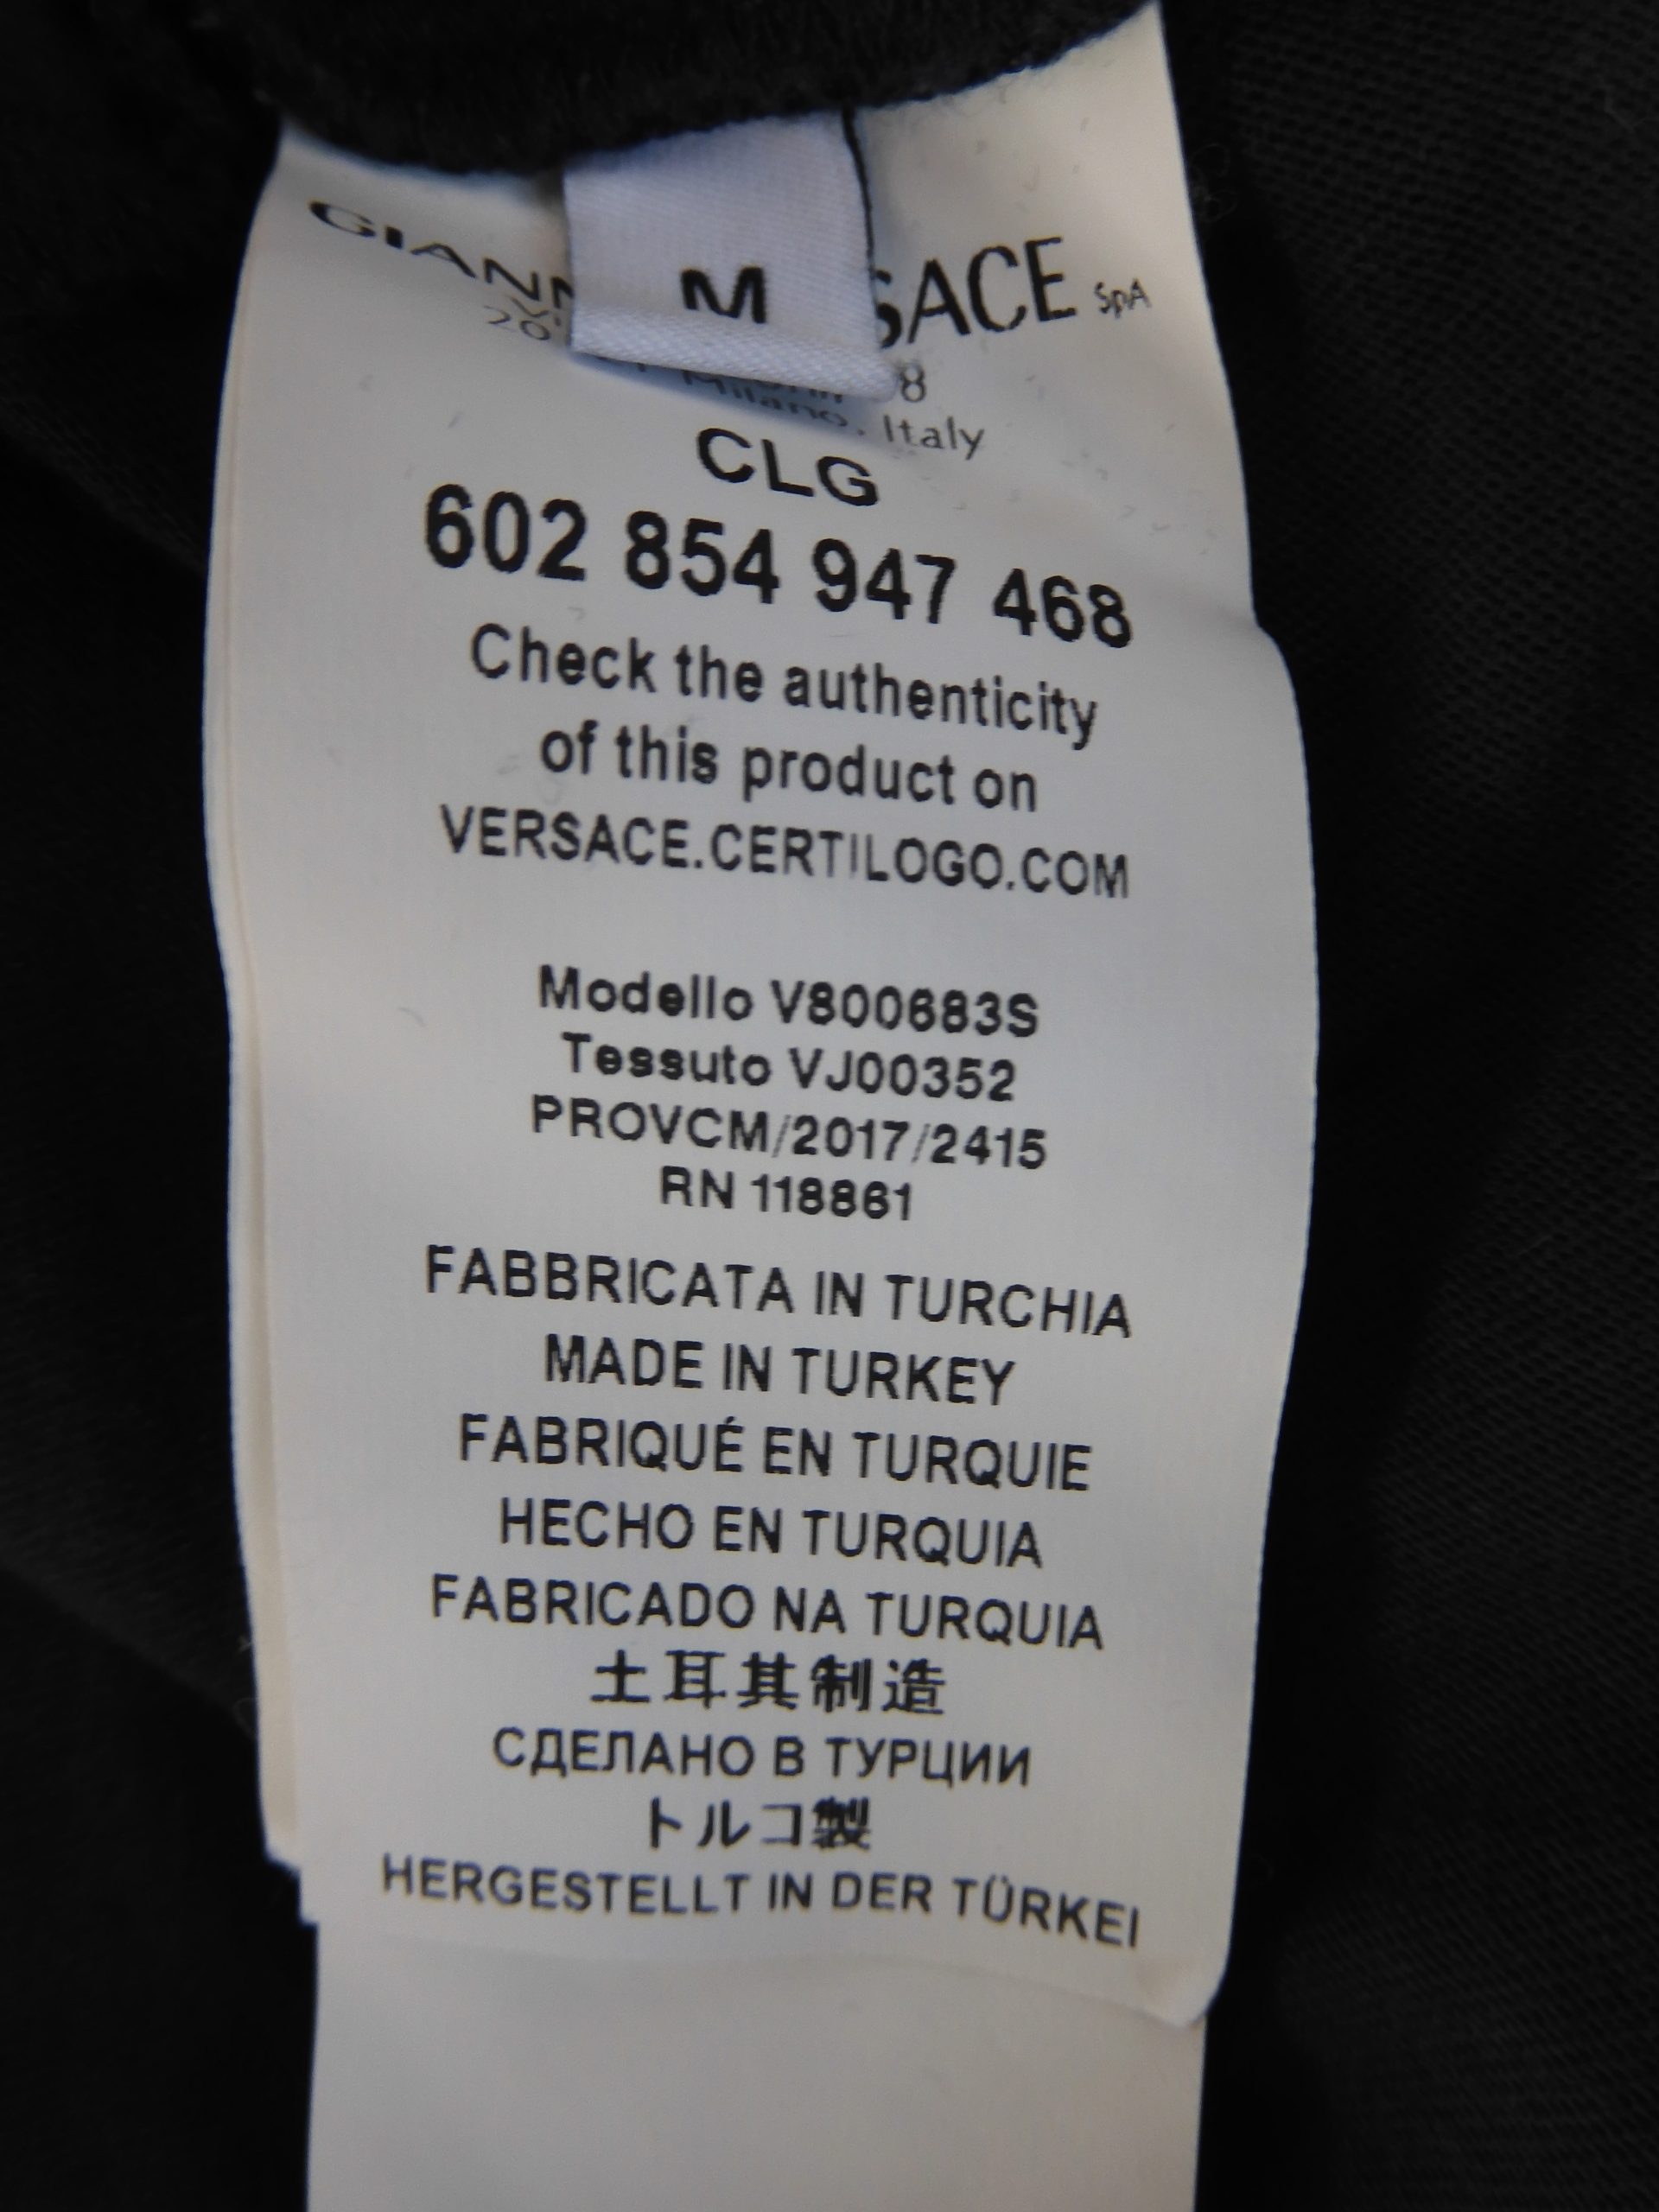 M
SACE SpA
8
Milano, Italy
CLG
602 854 947 468
Check the authenticity
of this product on
VERSACE.CERTILOGO.COM
Modello V800683S
Tessuto VJ00352
PROVCM/2017/2415
RN 118861
FABBRICATA IN TURCHIA
MADE IN TURKEY
FABRIQUÉ EN TURQUIE
HECHO EN TURQUIA
FABRICADO NA TURQUIA
土耳其制造
СДЕЛАНО В ТУРЦИИ
トルコ製
HERGESTELLT IN DER TÜRKEI